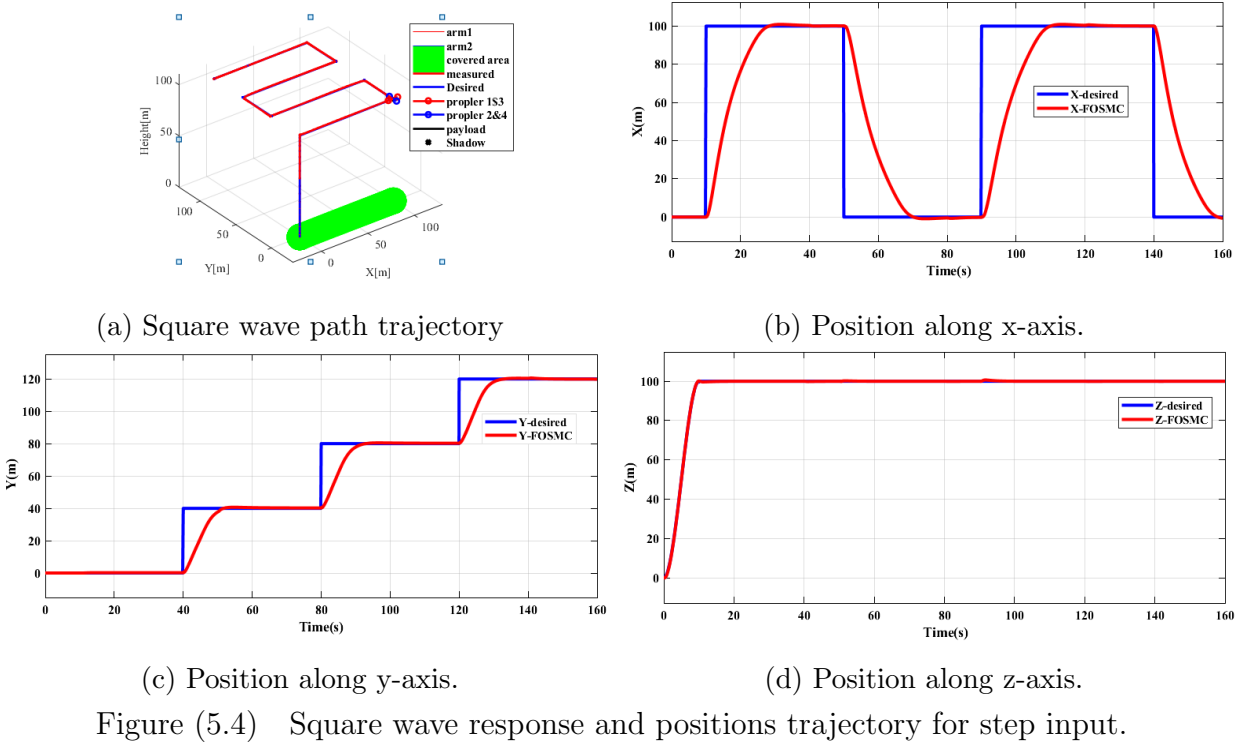 arm1
arm2
covered area
measured
Desired
propler 1S3
propler 2&4
payload
Shadow
Height[m]
100
50
0
100
50
0
Y[m]
0
50
100
X[m]
(a) Square wave path trajectory
X(m)
100
80
60
40
20
0
X-desired
X-FOSMC
0 20 40 60 80 100 120 140 160
Time(s)
(b) Position along x-axis.
Y(m)
120
100
80
60
40
20
0
Y-desired
Y-FOSMC
0 20 40 60 80 100 120 140 160
Time(s)
(c) Position along y-axis.
Z(m)
100
80
60
40
20
0
Z-desired
Z-FOSMC
0 20 40 60 80 100 120 140 160
Time(s)
(d) Position along z-axis.
Figure (5.4) Square wave response and positions trajectory for step input.